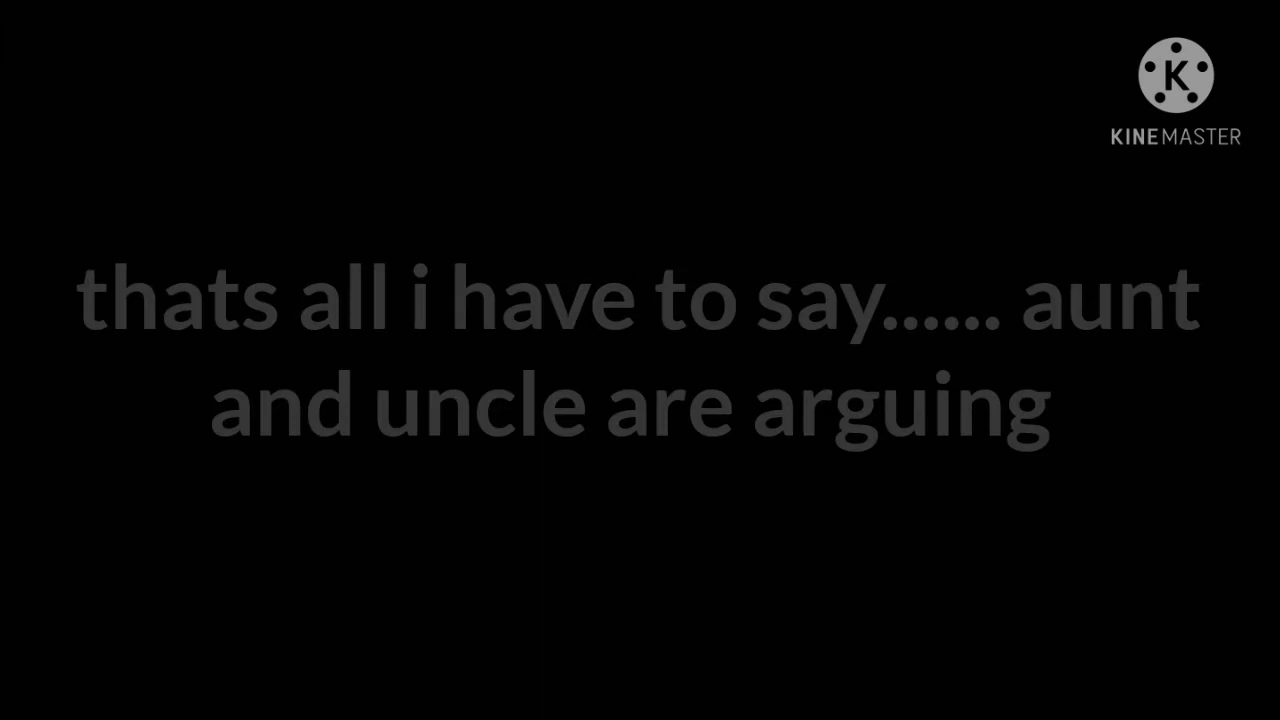 K
KINEMASTER
thats all i have to say...... aunt
and uncle are arguing